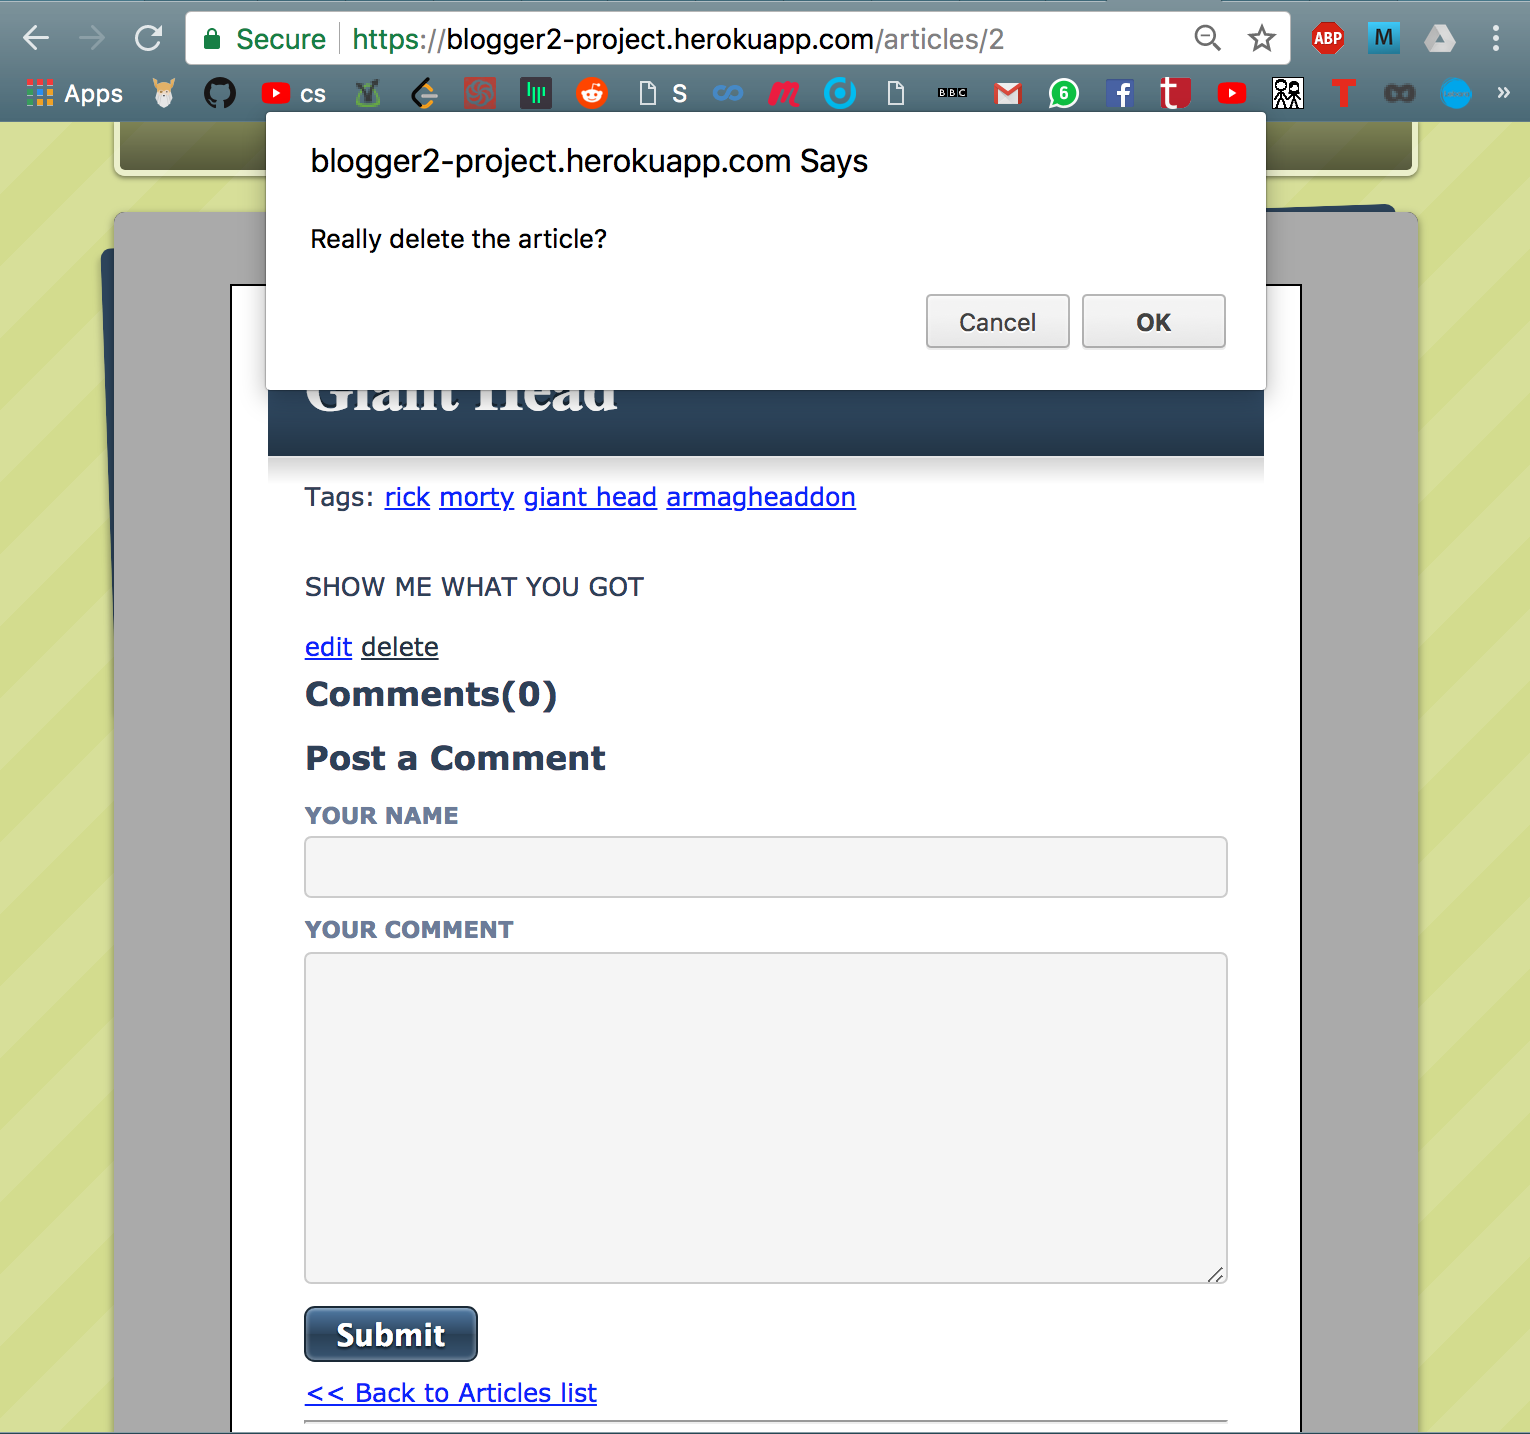 Secure https://blogger2-project.herokuapp.com/articles/2 ABP M
Apps cs S BBC 6 f t T »
blogger2-project.herokuapp.com Says
Really delete the article?
Cancel OK
Giant Head
Tags: rick morty giant head armagheaddon
SHOW ME WHAT YOU GOT
edit delete
Comments(0)
Post a Comment
YOUR NAME
YOUR COMMENT
Submit
<< Back to Articles list